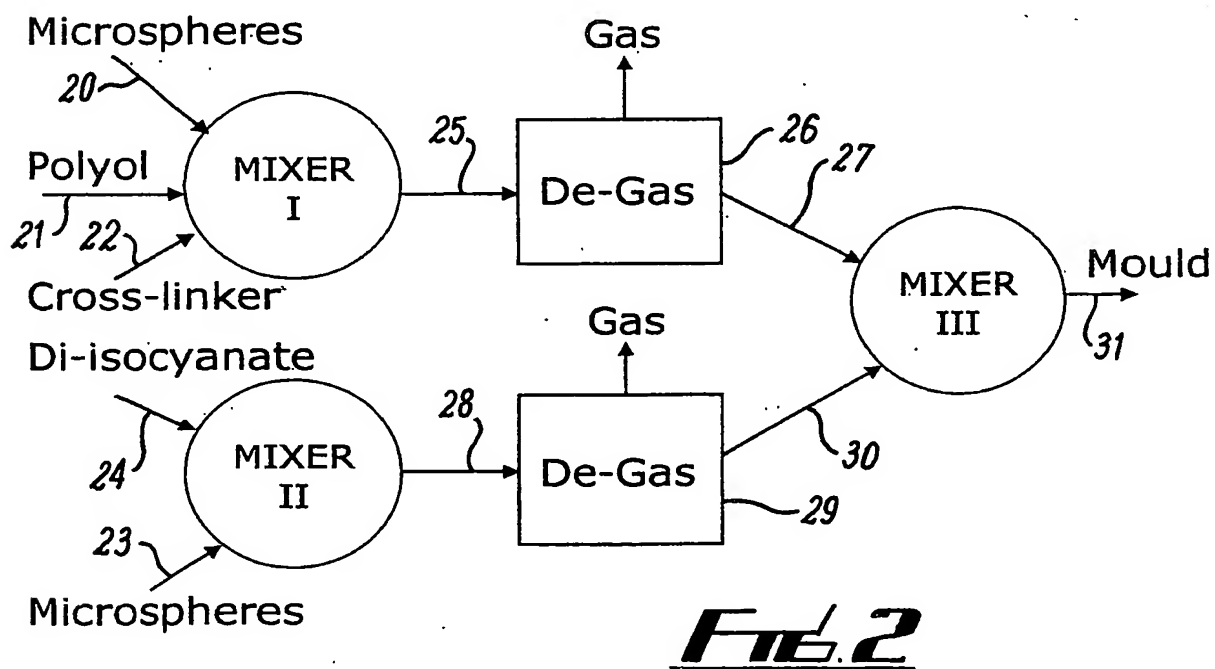 Microspheres
20
Polyol
21
22
Cross-linker
MIXER
I
25
Gas
De-Gas
26
27
Di-isocyanate
24
23
Microspheres
MIXER
II
28
Gas
De-Gas
29
30
MIXER
III
Mould
31
FIG. 2